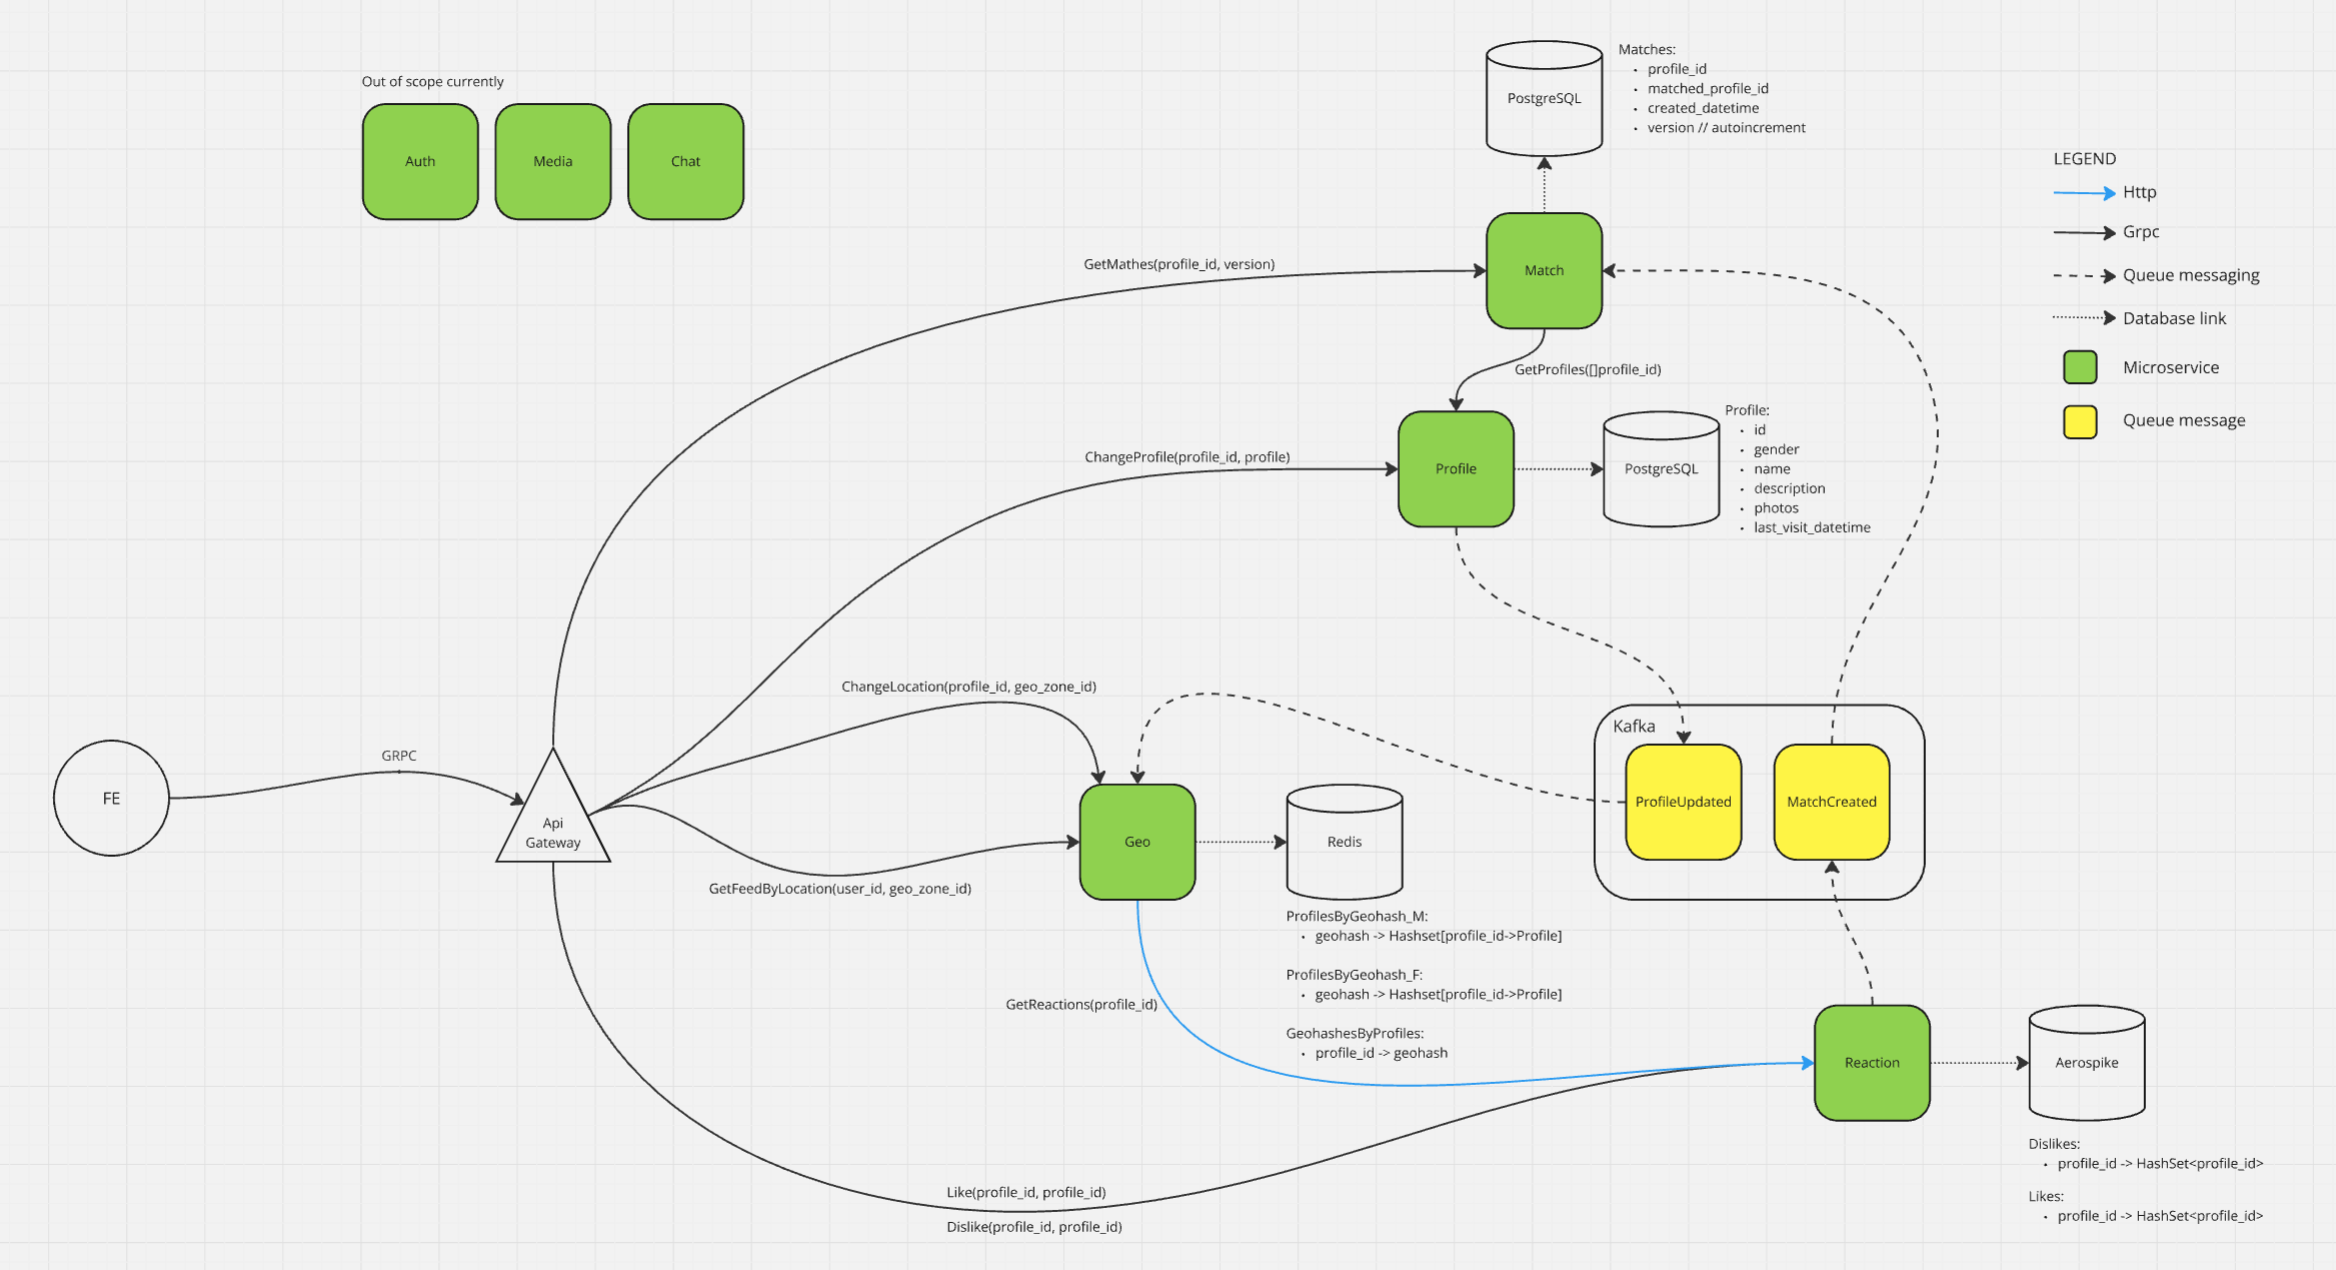 Out of scope currently
Auth
Media
Chat
PostgreSQL
Matches:
profile_id
matched_profile_id
created_datetime
version // autoincrement
LEGEND
Http
Grpc
Queue messaging
Database link
Microservice
Queue message
GetMathes(profile_id, version)
Match
GetProfiles([]profile_id)
ChangeProfile(profile_id, profile)
Profile
PostgreSQL
Profile:
id
gender
name
description
photos
last_visit_datetime
ChangeLocation(profile_id, geo_zone_id)
Kafka
ProfileUpdated
MatchCreated
FE
GRPC
Api
Gateway
Geo
Redis
GetFeedByLocation(user_id, geo_zone_id)
ProfilesByGeohash_M:
geohash -> Hashset[profile_id->Profile]
ProfilesByGeohash_F:
geohash -> Hashset[profile_id->Profile]
GeohashesByProfiles:
profile_id -> geohash
GetReactions(profile_id)
Reaction
Aerospike
Dislikes:
profile_id -> HashSet<profile_id>
Likes:
profile_id -> HashSet<profile_id>
Like(profile_id, profile_id)
Dislike(profile_id, profile_id)